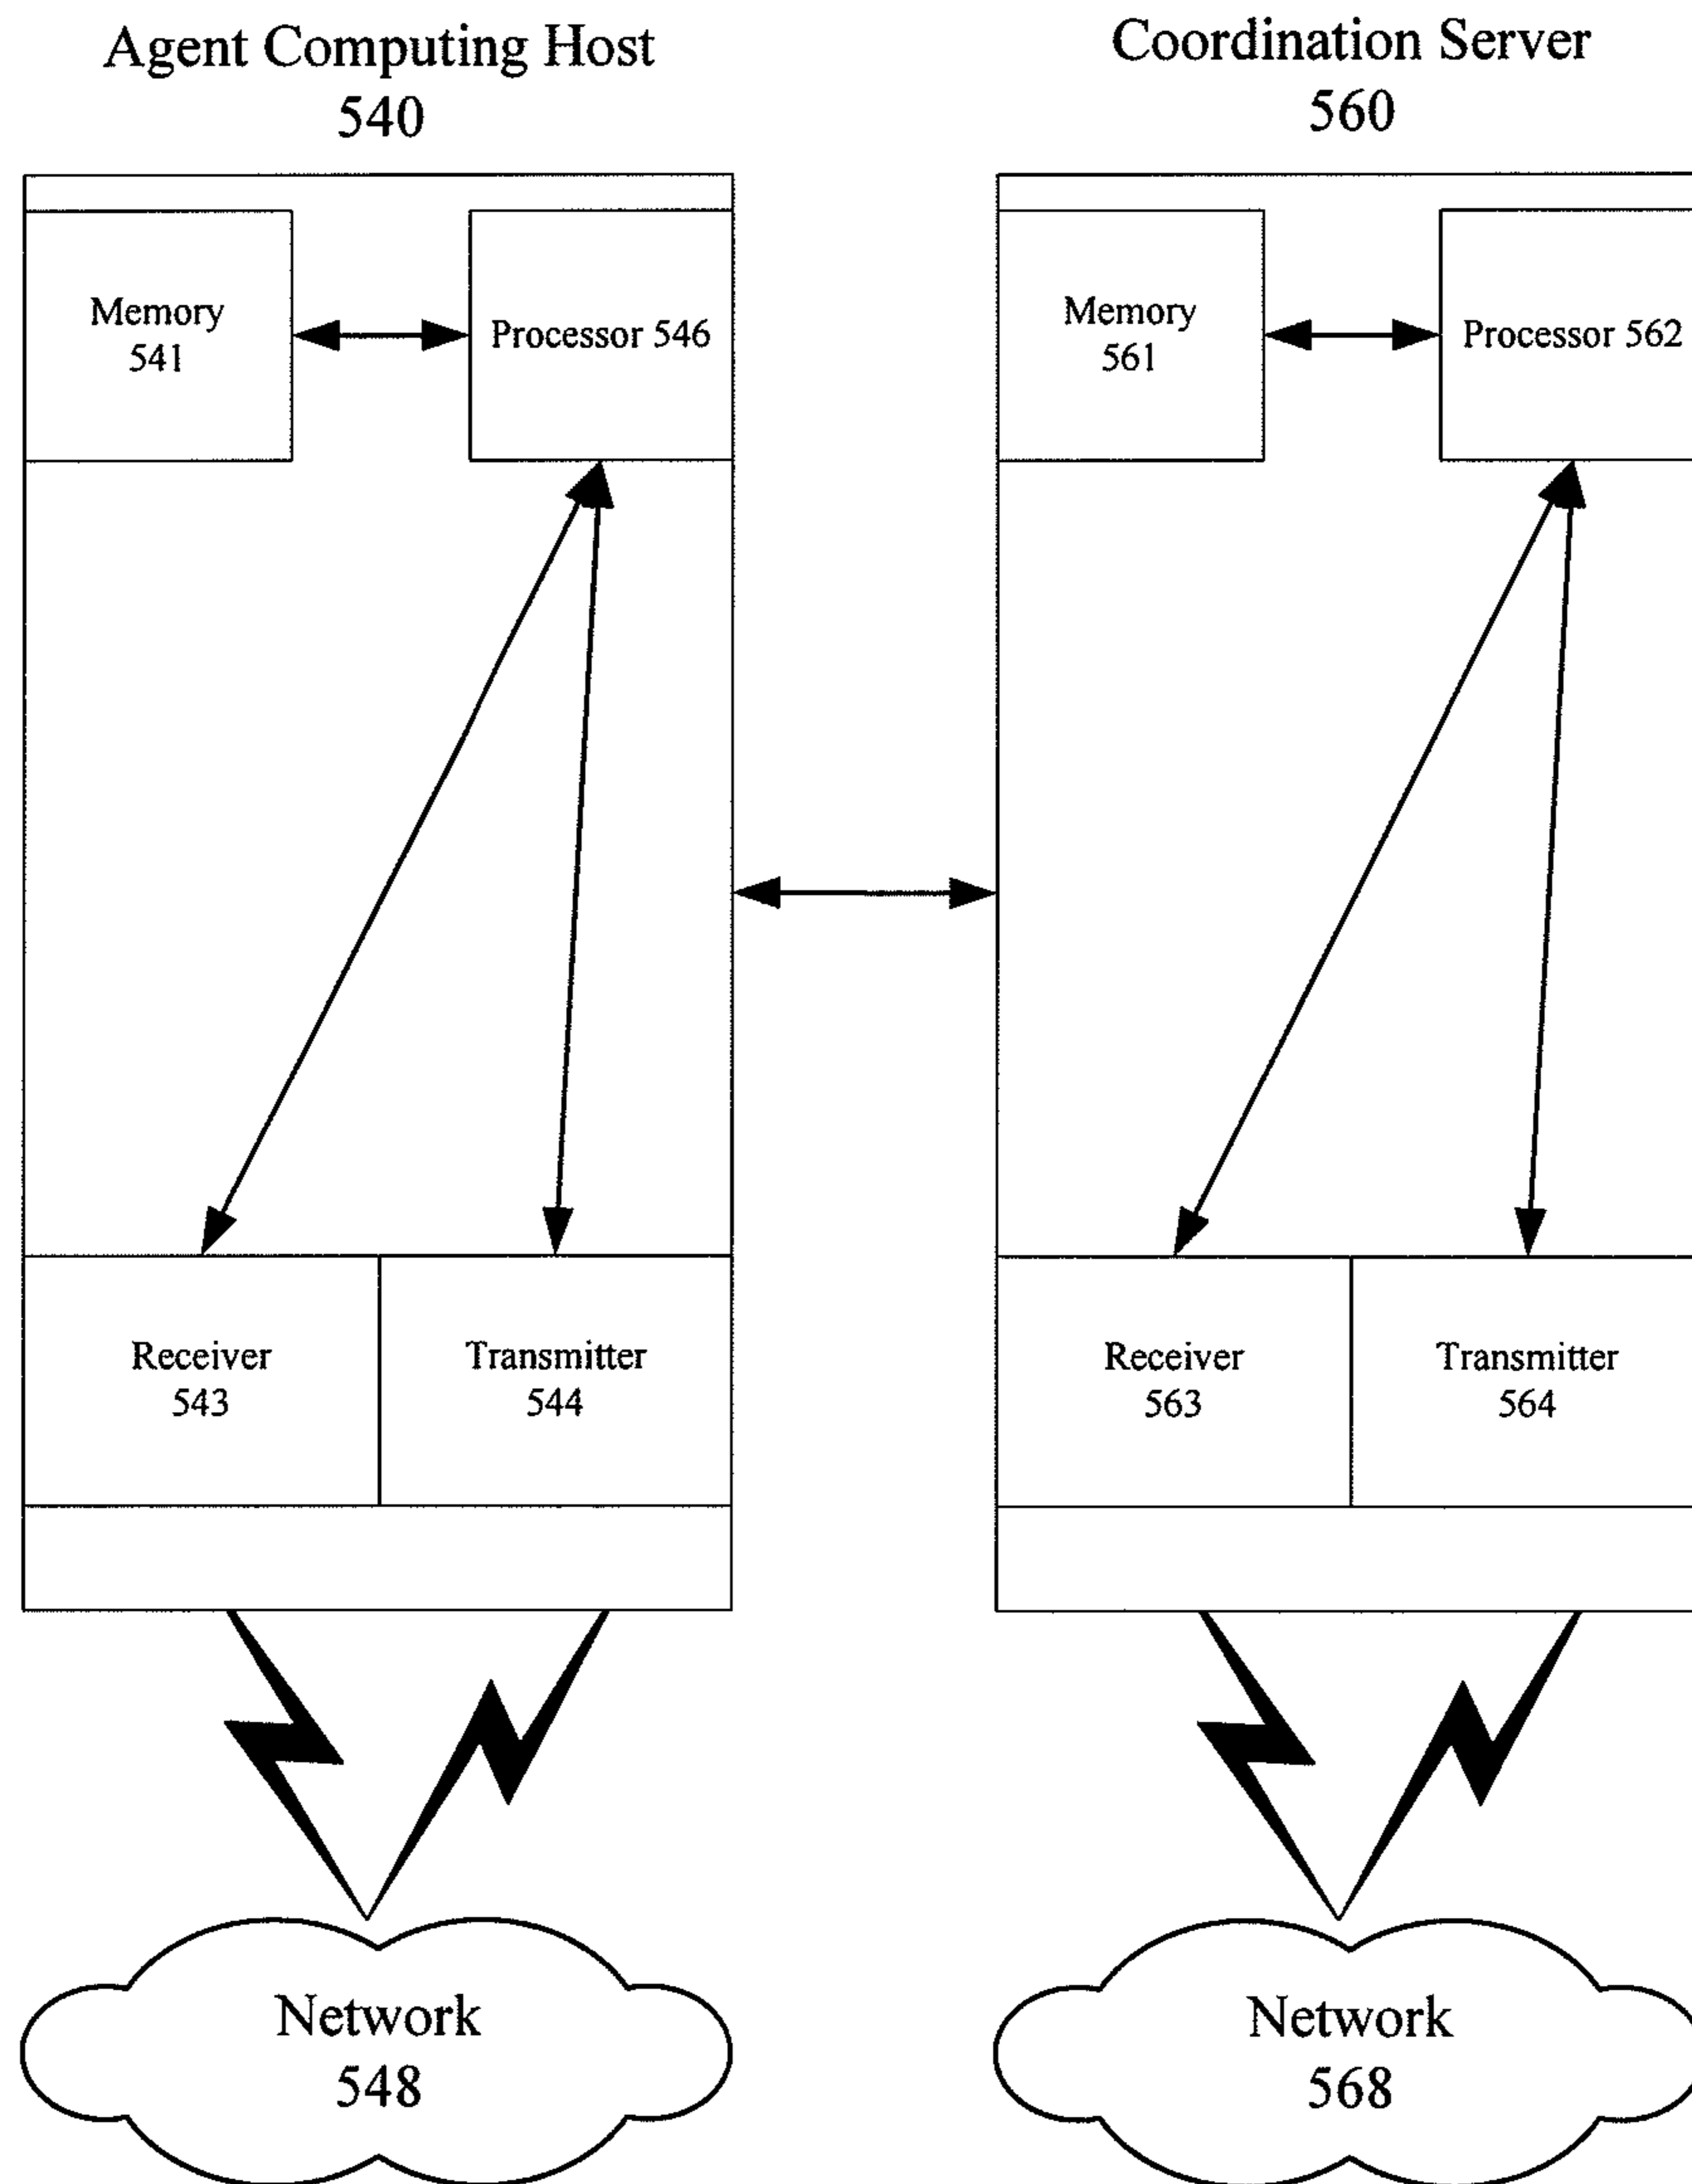 Agent Computing Host
540
Coordination Server
560
Memory
541
Processor 546
Memory
561
Processor 562
Receiver
543
Transmitter
544
Receiver
563
Transmitter
564
Network
548
Network
568